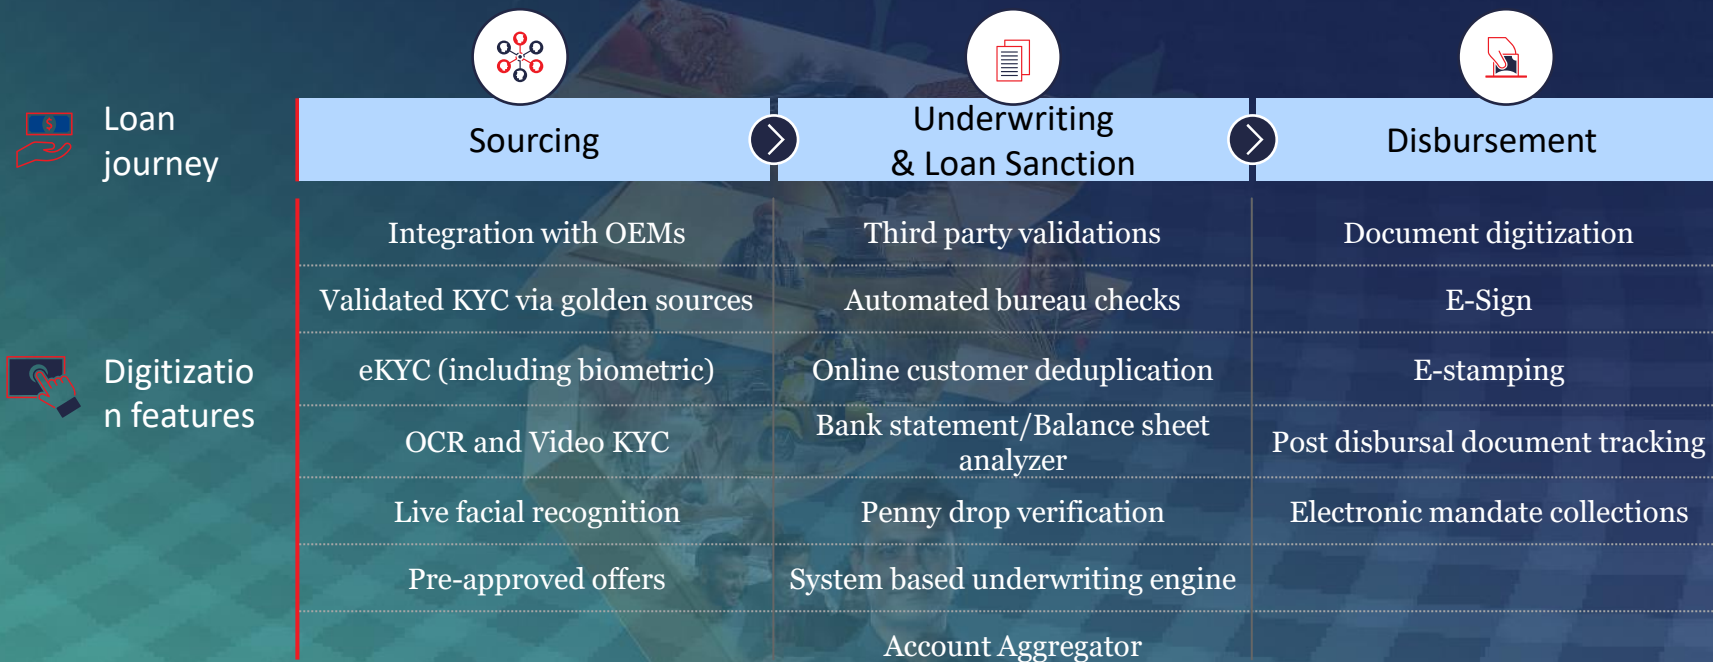 Loan
journey
Sourcing
Underwriting
& Loan Sanction
Disbursement
Digitizatio
n features
Integration with OEMs
Third party validations
Document digitization
Validated KYC via golden sources
Automated bureau checks
E-Sign
eKYC (including biometric)
Online customer deduplication
E-stamping
OCR and Video KYC
Bank statement/Balance sheet
analyzer
Post disbursal document tracking
Live facial recognition
Penny drop verification
Electronic mandate collections
Pre-approved offers
System based underwriting engine
Account Aggregator